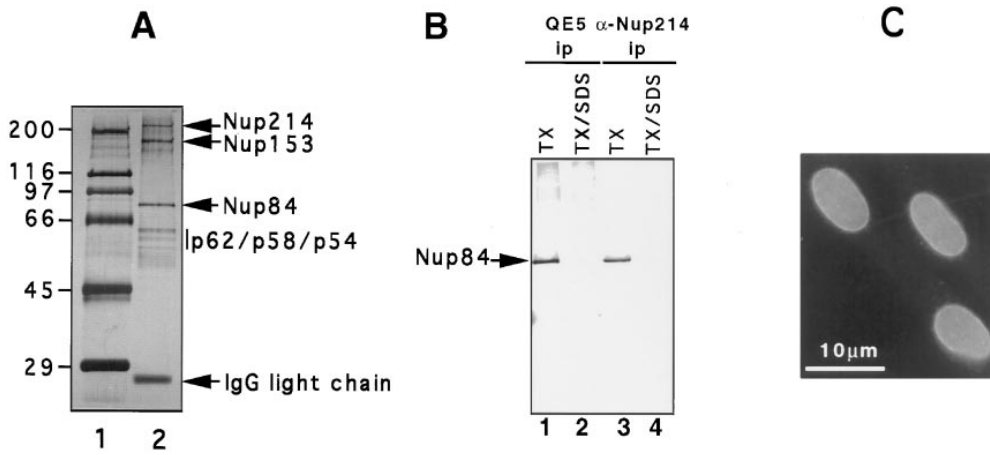 A
200
116
97
66
45
29
Nup214
Nup153
Nup84
p62/p58/p54
IgG light chain
1 2
B
QE5 α-Nup214
ip ip
TX TX/SDS TX TX/SDS
Nup84
1 2 3 4
C
10μm